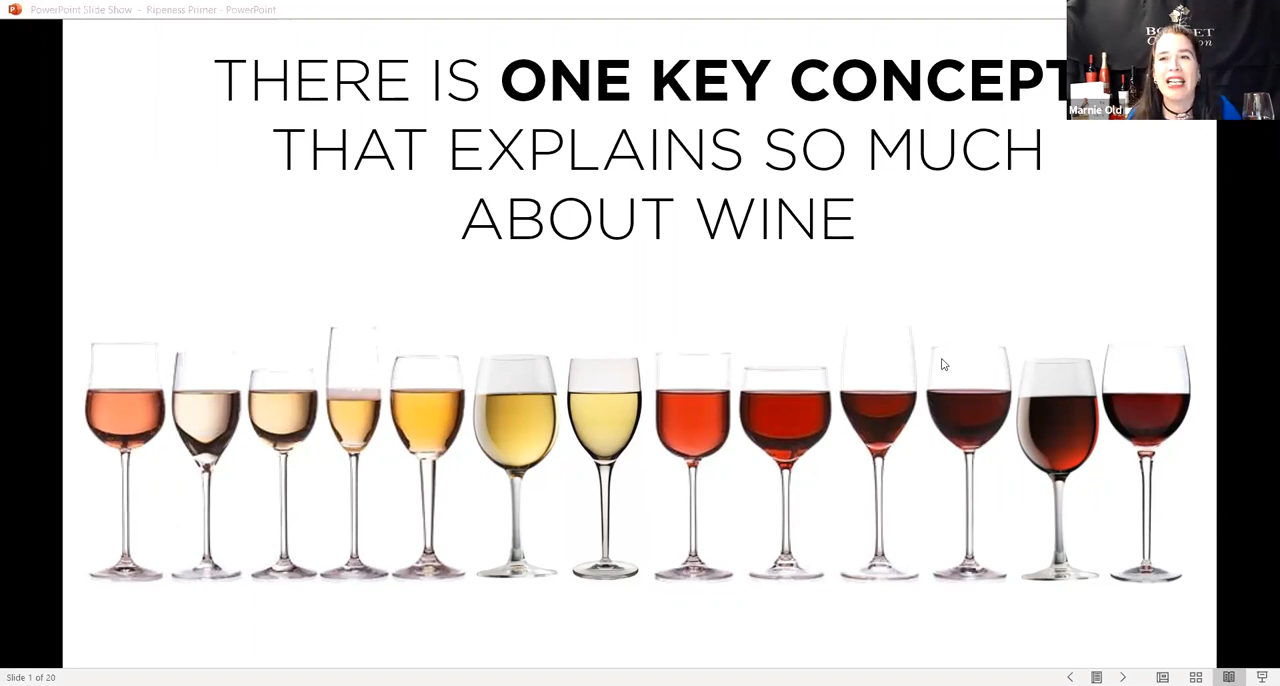 PowerPoint Slide Show - Ripeness Primer - PowerPoint
THERE IS ONE KEY CONCEPT
THAT EXPLAINS SO MUCH
ABOUT WINE
Marnie Old
Slide 1 of 20